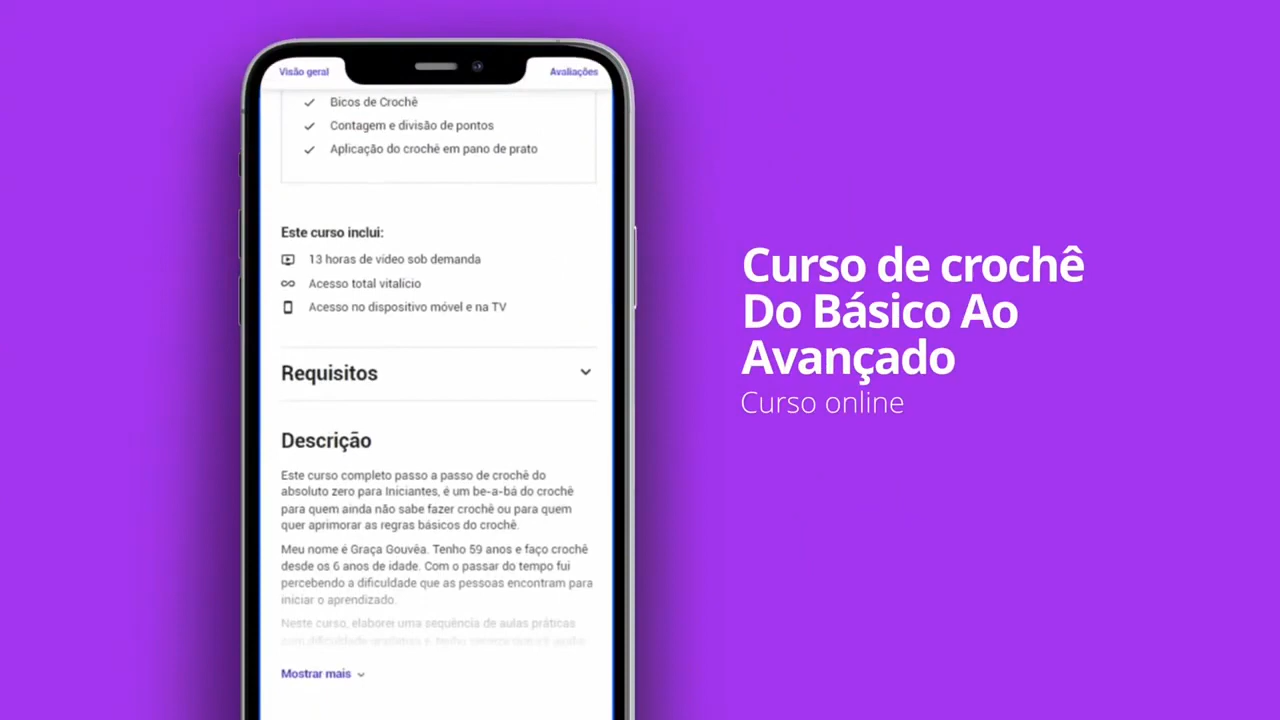 Visão geral
Avaliações
Bicos de Crochê
Contagem e divisão de pontos
Aplicação do crochê em pano de prato
Este curso inclui:
13 horas de vídeo sob demanda
Acesso total vitalício
Acesso no dispositivo móvel e na TV
Requisitos
Descrição
Este curso completo passo a passo de crochê do
absoluto zero para Iniciantes, é um be-a-bá do crochê
para quem ainda não sabe fazer crochê ou para quem
quer aprimorar as regras básicos do crochê.
Meu nome é Graça Gouvêa. Tenho 59 anos e faço crochê
desde os 6 anos de idade. Com o passar do tempo fui
percebendo a dificuldade que as pessoas encontram para
iniciar o aprendizado.
Neste curso, elaborei uma sequência de aulas práticas
com dificuldade
Mostrar mais
Curso de crochê
Do Básico Ao
Avançado
Curso online